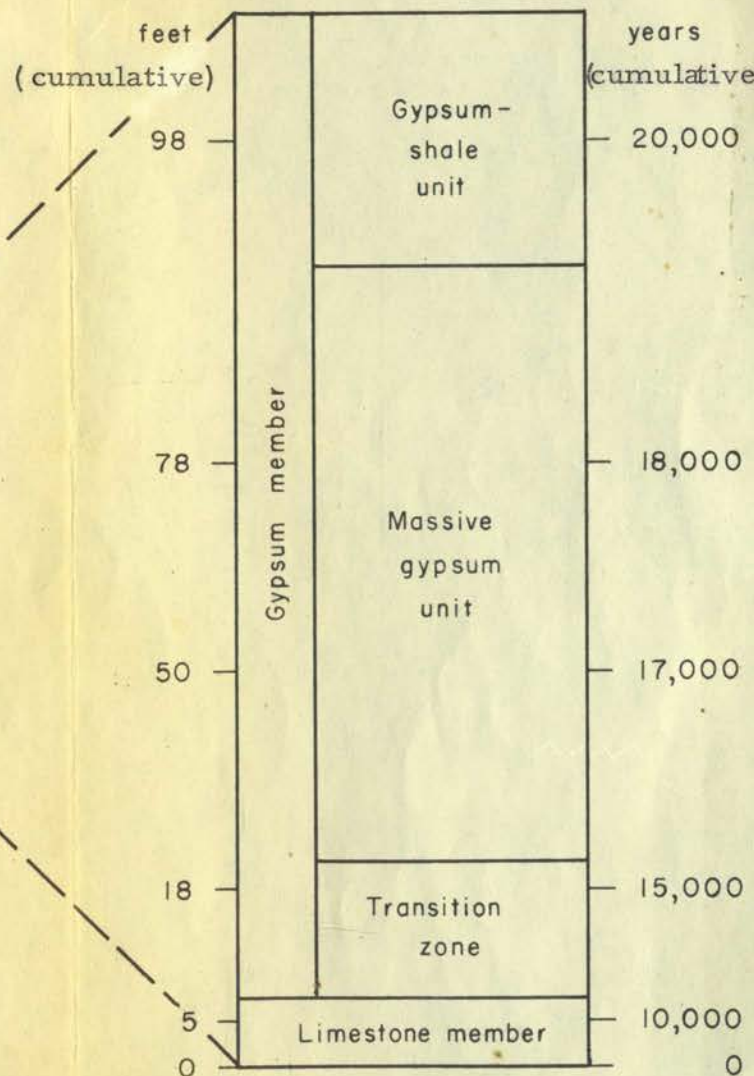 feet
(cumulative)
years
(cumulative
98
Gypsum-
shale
unit
20,000
78
18,000
Gypsum member
Massive
gypsum
unit
50
17,000
18
15,000
Transition
zone
5
Limestone member
10,000
0
0